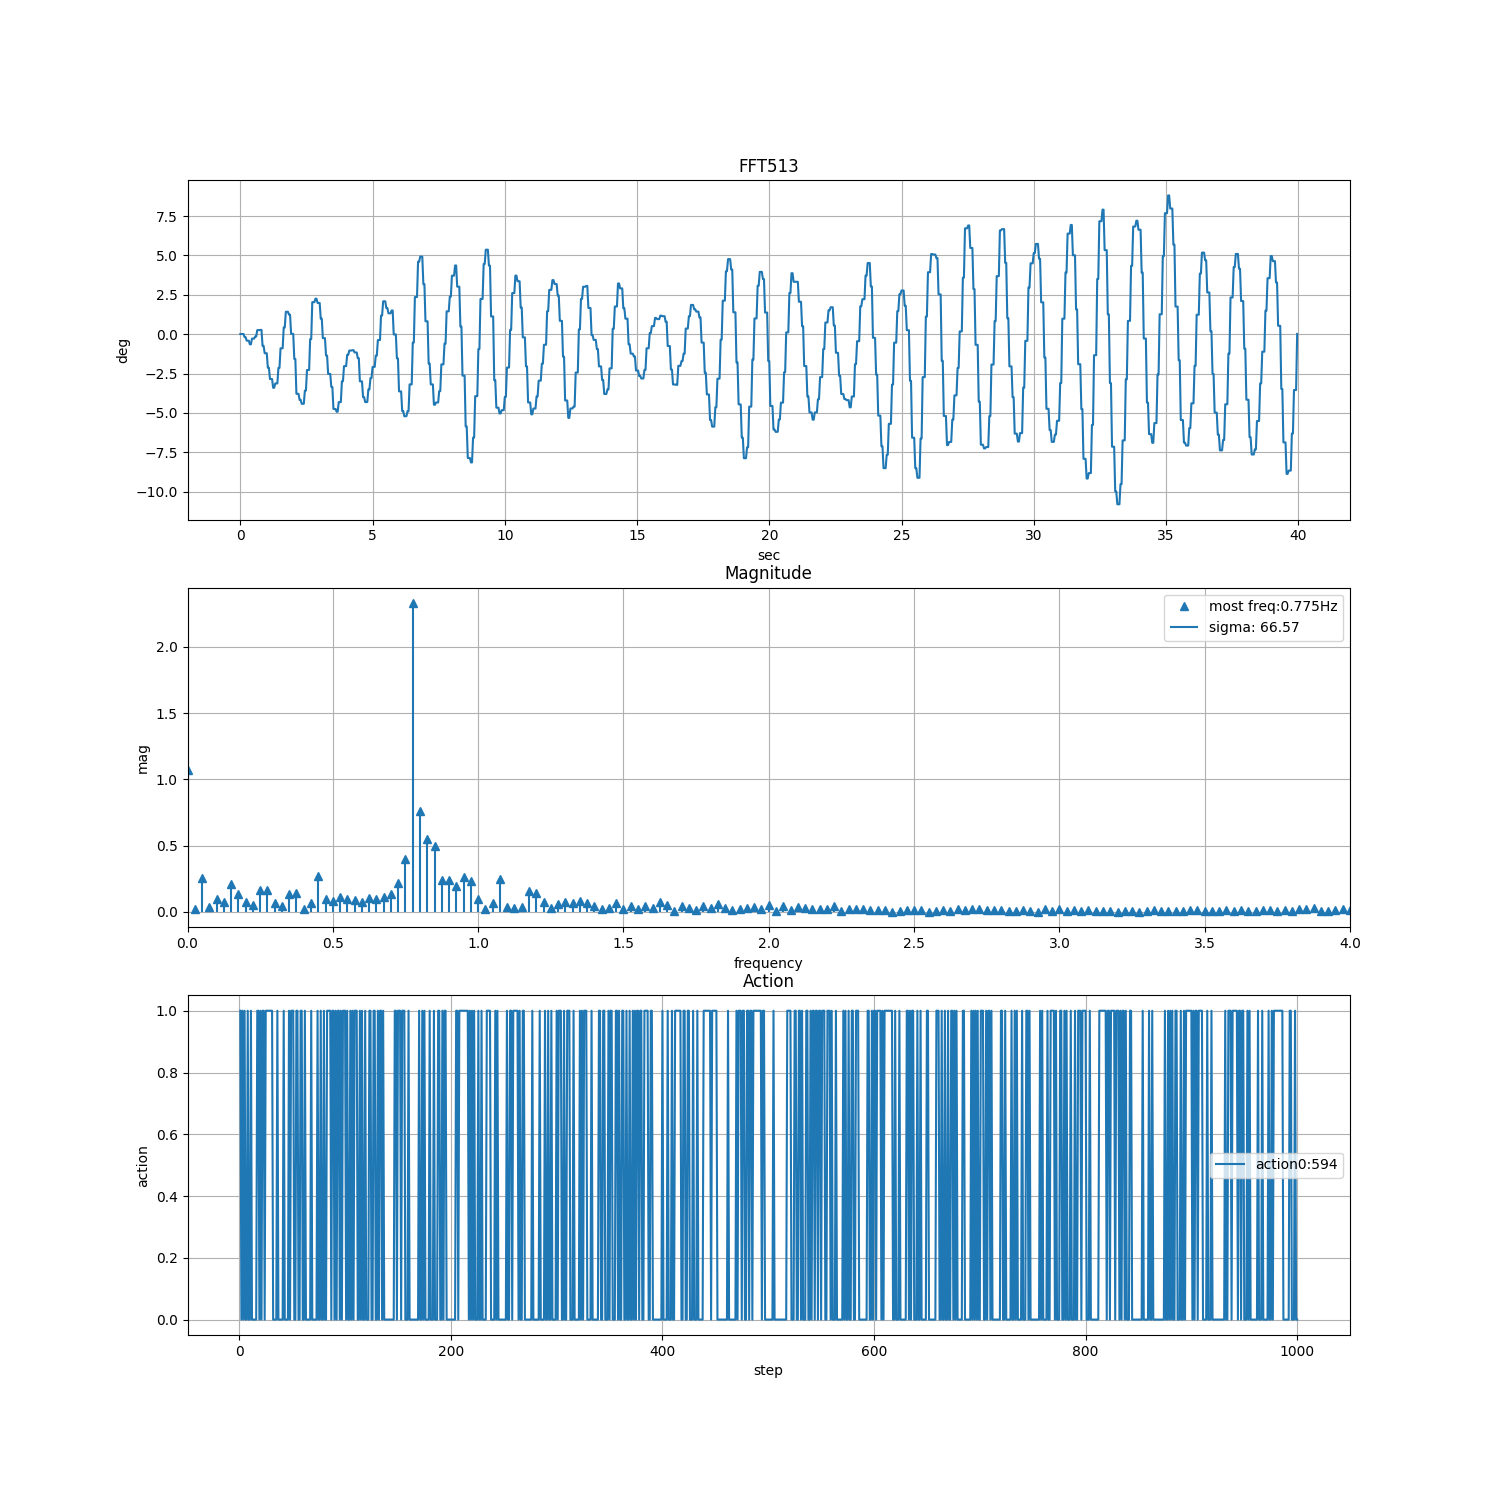 FFT513
7.5
5.0
2.5
0.0
−2.5
−5.0
−7.5
−10.0
deg
0 5 10 15 20 25 30 35 40
sec
Magnitude
most freq:0.775Hz
sigma: 66.57
2.0
1.5
1.0
0.5
0.0
mag
0.0 0.5 1.0 1.5 2.0 2.5 3.0 3.5 4.0
frequency
Action
1.0
0.8
0.6
0.4
0.2
0.0
action
action0:594
0 200 400 600 800 1000
step